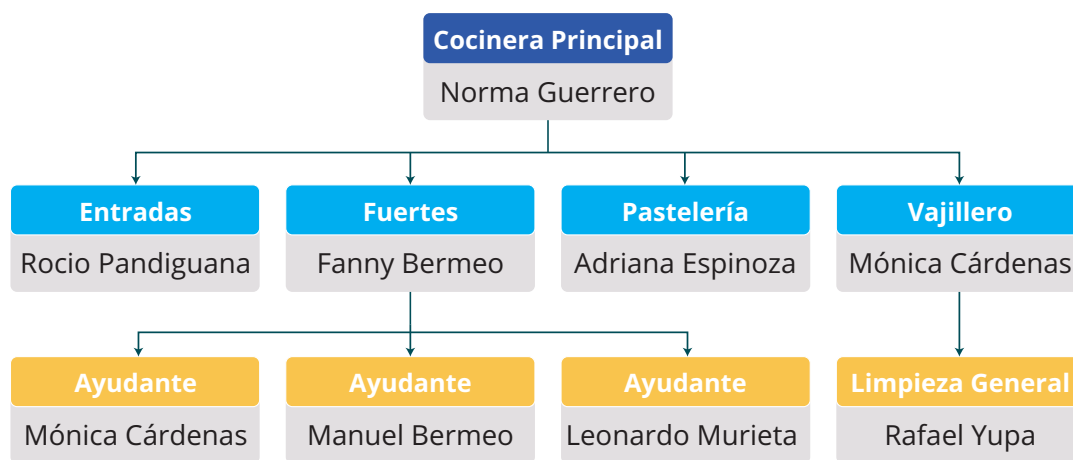 Cocinera Principal
Norma Guerrero
Entradas
Rocio Pandiguana
Fuertes
Fanny Bermeo
Pastelería
Adriana Espinoza
Vajillero
Mónica Cárdenas
Ayudante
Mónica Cárdenas
Ayudante
Manuel Bermeo
Ayudante
Leonardo Murieta
Limpieza General
Rafael Yupa